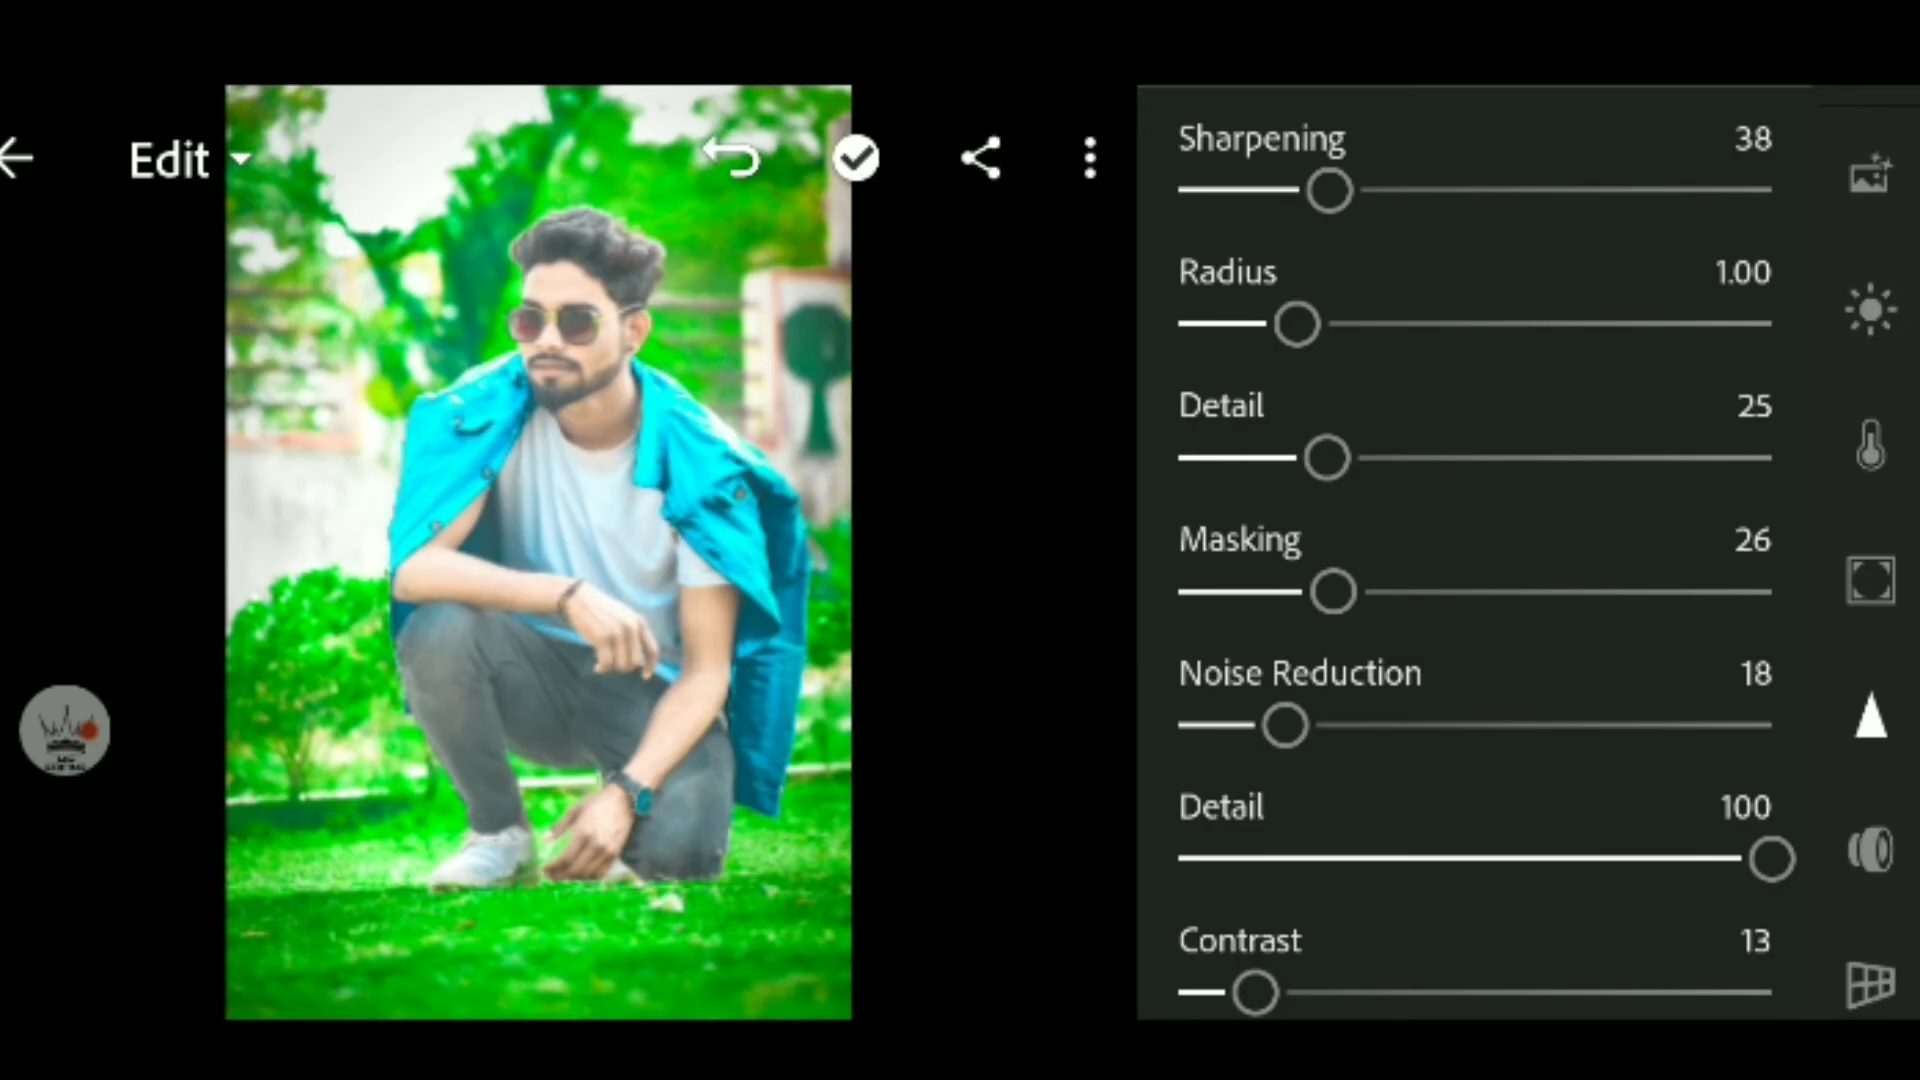 Edit
Sharpening 38
Radius 1.00
Detail 25
Masking 26
Noise Reduction 18
Detail 100
Contrast 13